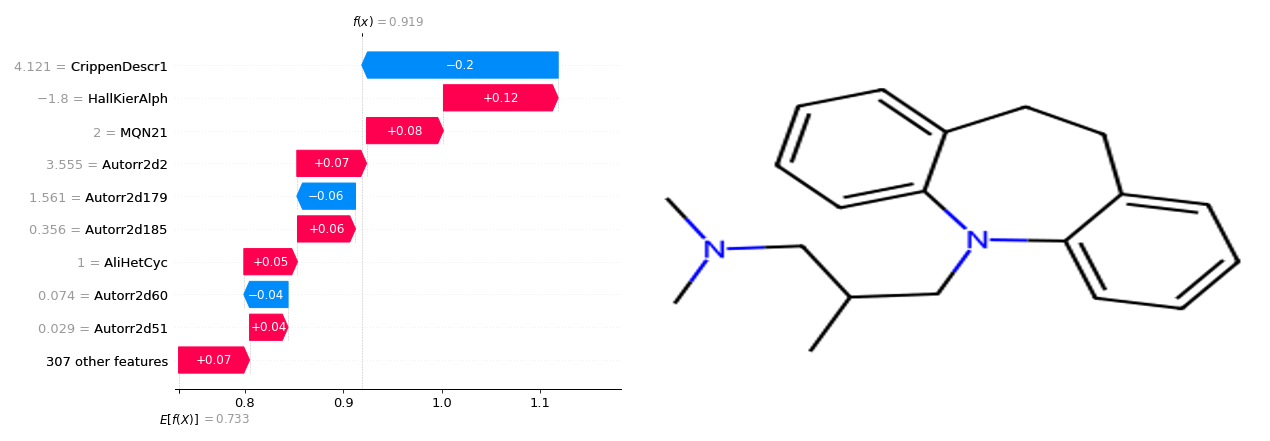 f(x) = 0.919
4.121 = CrippenDescr1
−0.2
−1.8 = HallKierAlph
+0.12
2 = MQN21
+0.08
3.555 = Autorr2d2
+0.07
1.561 = Autorr2d179
−0.06
0.356 = Autorr2d185
+0.06
1 = AliHetCyc
+0.05
0.074 = Autorr2d60
−0.04
0.029 = Autorr2d51
+0.04
307 other features
+0.07
0.8 0.9 1.0 1.1
E[f(X)] = 0.733
N
N